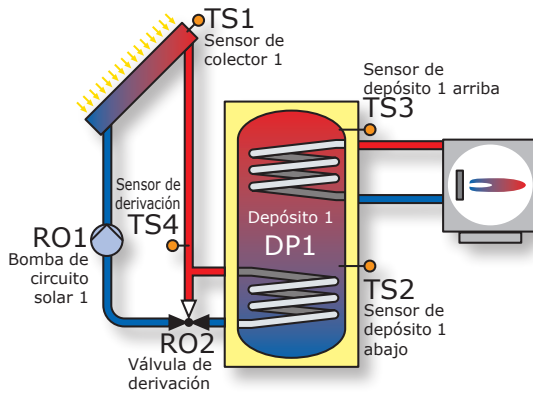 TS1
Sensor de
colector 1
Sensor de
depósito 1 arriba
TS3
Sensor de
derivación
TS4
Depósito 1
DP1
RO1
Bomba de
circuito
solar 1
TS2
Sensor de
depósito 1
abajo
RO2
Válvula de
derivación